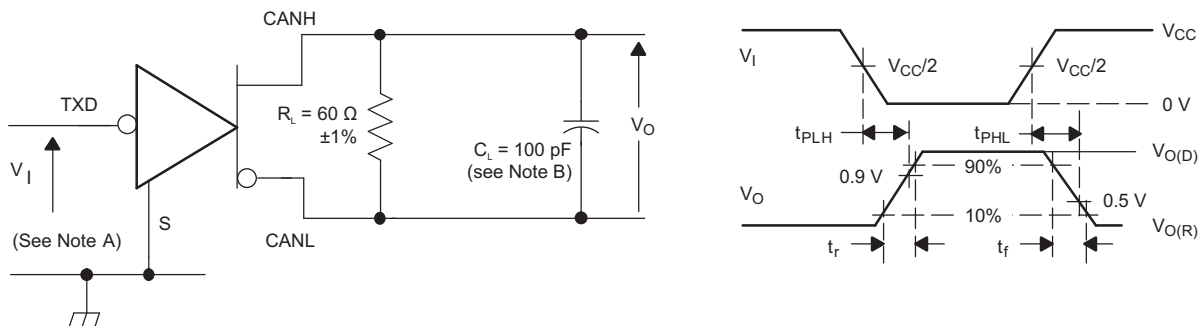 CANH
TXD
R_L = 60 Ω
±1%
C_L = 100 pF
(see Note B)
V_O
V_I
S
(See Note A)
CANL
V_I
V_CC
V_CC/2
V_CC/2
0 V
t_PLH
t_PHL
V_O(D)
90%
0.9 V
0.5 V
V_O
10%
V_O(R)
t_r
t_f